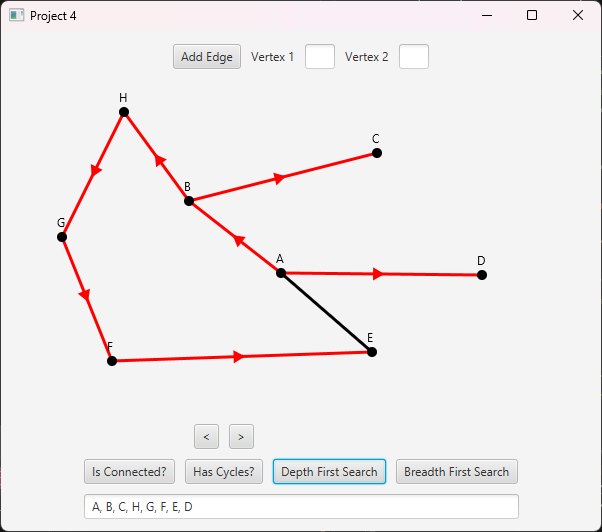 Project 4
Add Edge Vertex 1 Vertex 2
H
C
B
G
A
D
E
F
< >
Is Connected? Has Cycles? Depth First Search Breadth First Search
A, B, C, H, G, F, E, D